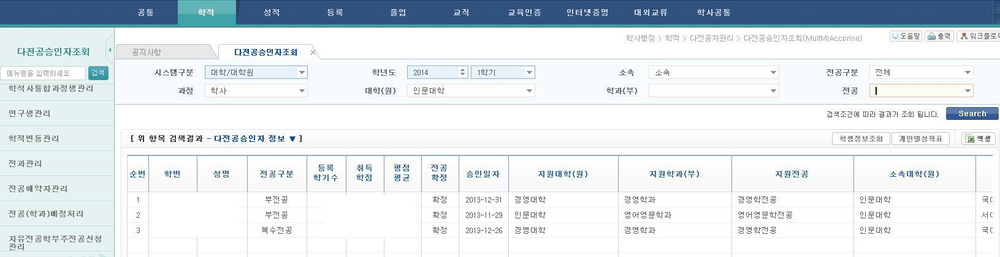 공통 학적 성적 등록 졸업 교직 교육인증 인터넷증명 대외교류 학사공통
학사행정 > 학적 > 다전공자관리 > 다전공승인자조회(MultMjAccprInq) 도움말 출력 워크플로우
다전공승인자조회
메뉴명을 입력하세요 검색
학석사통합과정생관리
연구생관리
학적변동관리
전과관리
전공예약자관리
전공(학과)배정처리
자유전공학부주전공신청
관리
공지사항 다전공승인자조회 ×
시스템구분 대학/대학원 학년도 2014 1학기 소속 소속 전공구분 전체
과정 학사 대학(원) 인문대학 학과(부) 전공
검색조건에 따라 결과가 조회 됩니다. Search
[ 위 항목 검색결과 - 다전공승인자 정보 ▼ ] 학생정보조회 개인별성적표 엑셀
순번 학번 성명 전공구분 등록 학기수 취득 학점 평점 평균 전공 확정 승인일자 지원대학(원) 지원학과(부) 지원전공 소속대학(원)
1 부전공 확정 2013-12-31 경영대학 경영학과 경영학전공 인문대학
2 부전공 확정 2013-11-29 인문대학 영어영문학과 영어영문학전공 인문대학
3 복수전공 확정 2013-12-26 경영대학 경영학과 경영학전공 인문대학